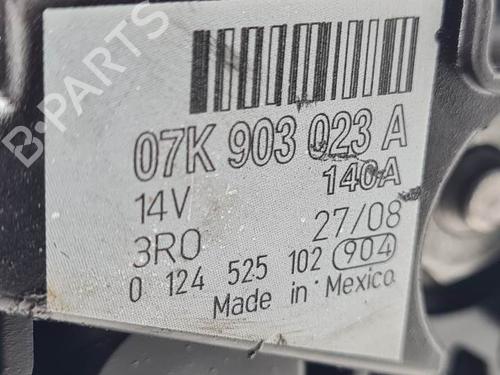 B-PARTS
07K 903 023 A
14V 140A
3RO 27/08
0 124 525 102 904
Made in Mexico